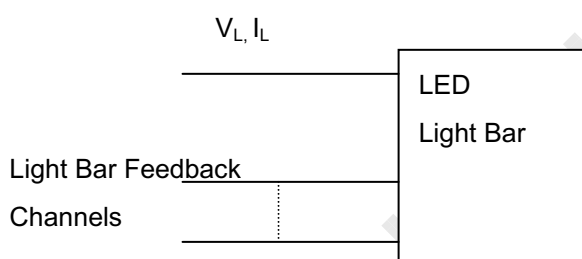 V_L, I_L
LED
Light Bar
Light Bar Feedback
Channels